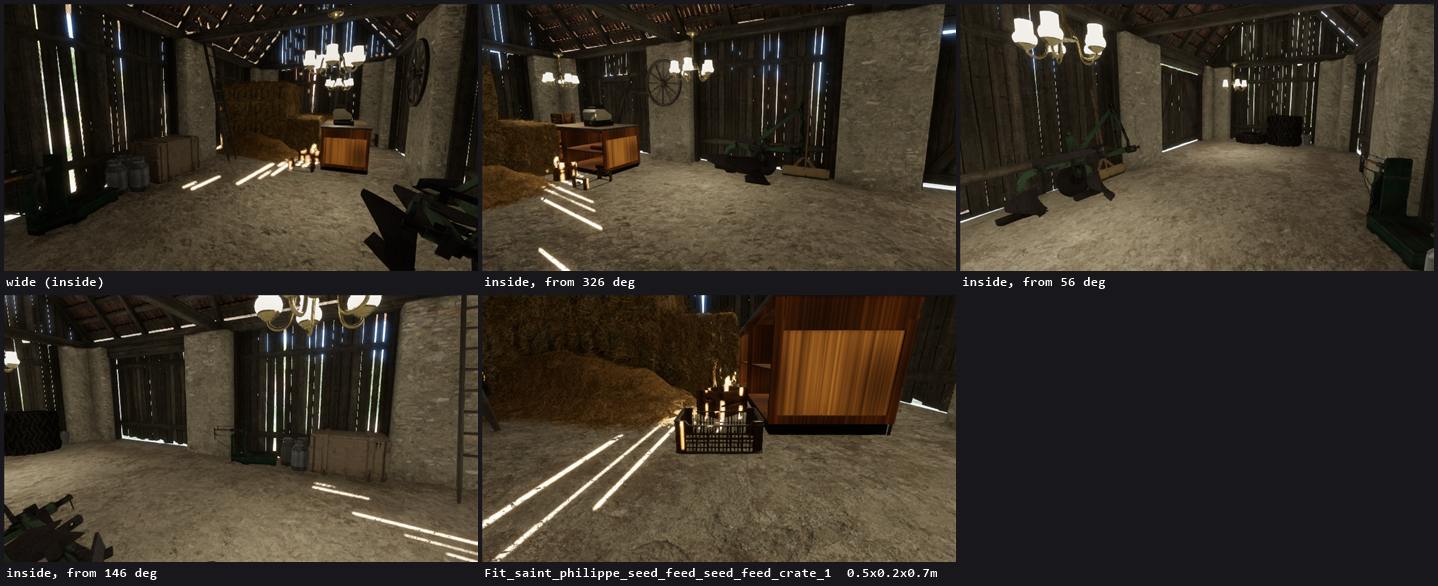 wide (inside)
inside, from 326 deg
inside, from 56 deg
inside, from 146 deg
Fit_saint_philippe_seed_feed_seed_feed_crate_1  0.5x0.2x0.7m